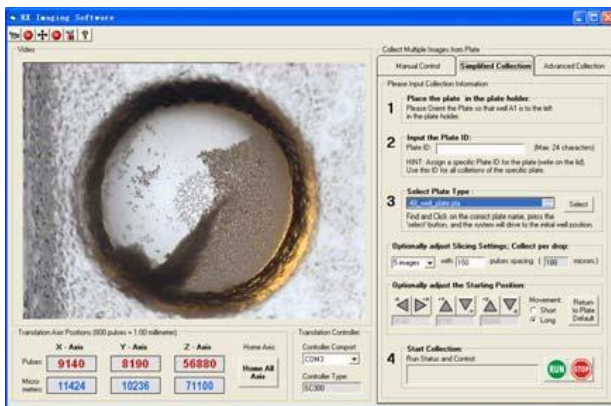 KX Imaging Software
Video
Collect Multiple Images from Plate
Manual Control
Simplified Collection
Advanced Collection
Please Input Collection Information
1
Place the plate in the plate holder:
Please Orient the Plate so that well A1 is to the left
in the plate holder.
2
Input the Plate ID:
Plate ID:
(Max. 24 characters)
HINT: Assign a specific Plate ID for the plate (write on the lid).
Use this ID for all colletions of the specific plate.
3
Select Plate Type :
48_well_plate.pla
Select
Find and Click on the correct plate name, press the
'select' button, and the system will drive to the initial well position.
Optionally adjust Slicing Settings; Collect per drop:
5 images
with
150
pulses spacing (
micron.)
Optionally adjust the Starting Position:
Movement:
Short
Long
Return
to Plate
Default
4
Start Collection:
Run Status and Control:
RUN
STOP
Translation Axis Positions (800 pulses = 1.00 millimeter)
X - Axis
Y - Axis
Z - Axis
Home Axis
Pulses:
9140
8190
56880
Home All
Axis
Micro-
meters:
11424
10236
71100
Translation Controller:
Controller Comport:
COM3
Controller Type:
SC300